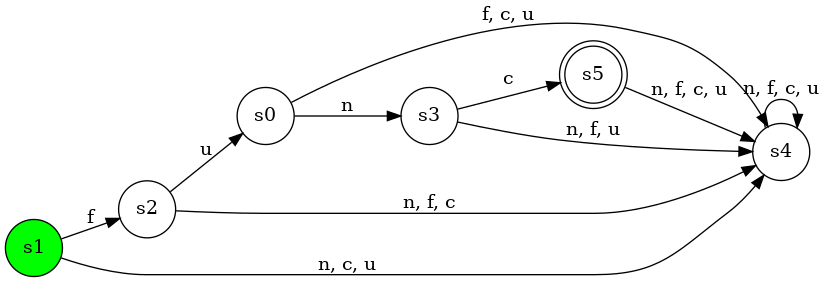 f, c, u
s5
c
n, f, c, u
n, f, c, u
s0
n
s3
n, f, u
s4
u
s2
n, f, c
f
s1
n, c, u